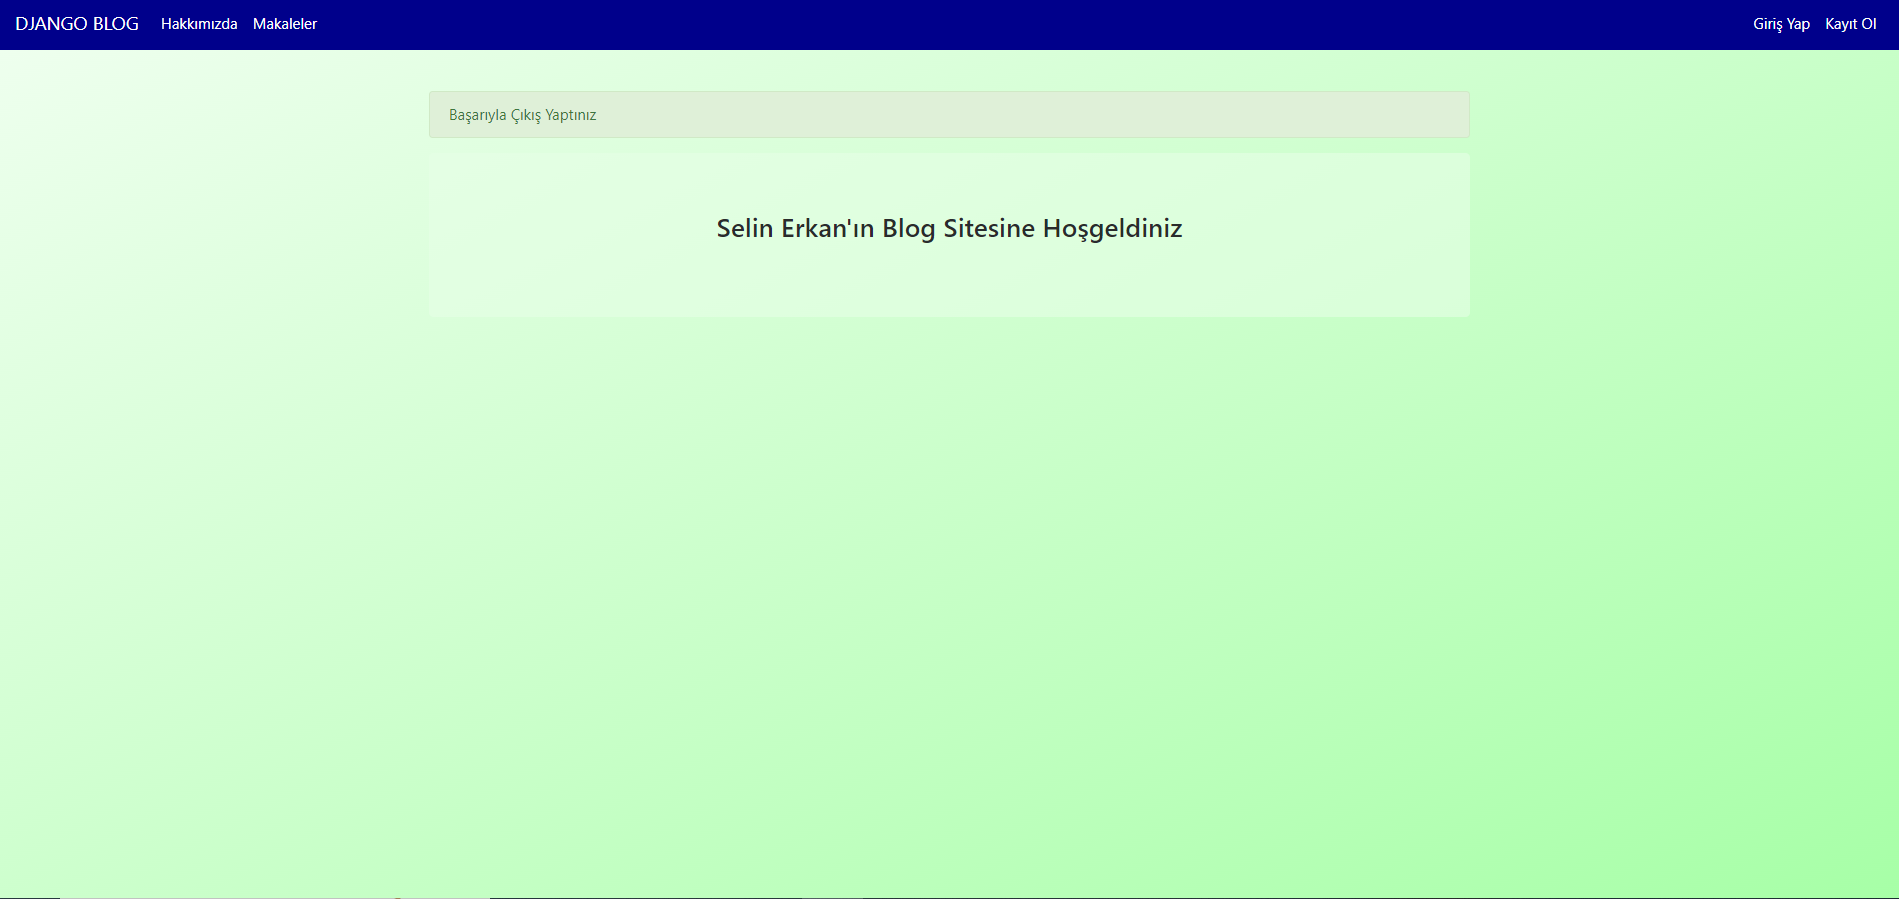 DJANGO BLOG Hakkımızda Makaleler Giriş Yap Kayıt Ol
Başarıyla Çıkış Yaptınız
Selin Erkan'ın Blog Sitesine Hoşgeldiniz